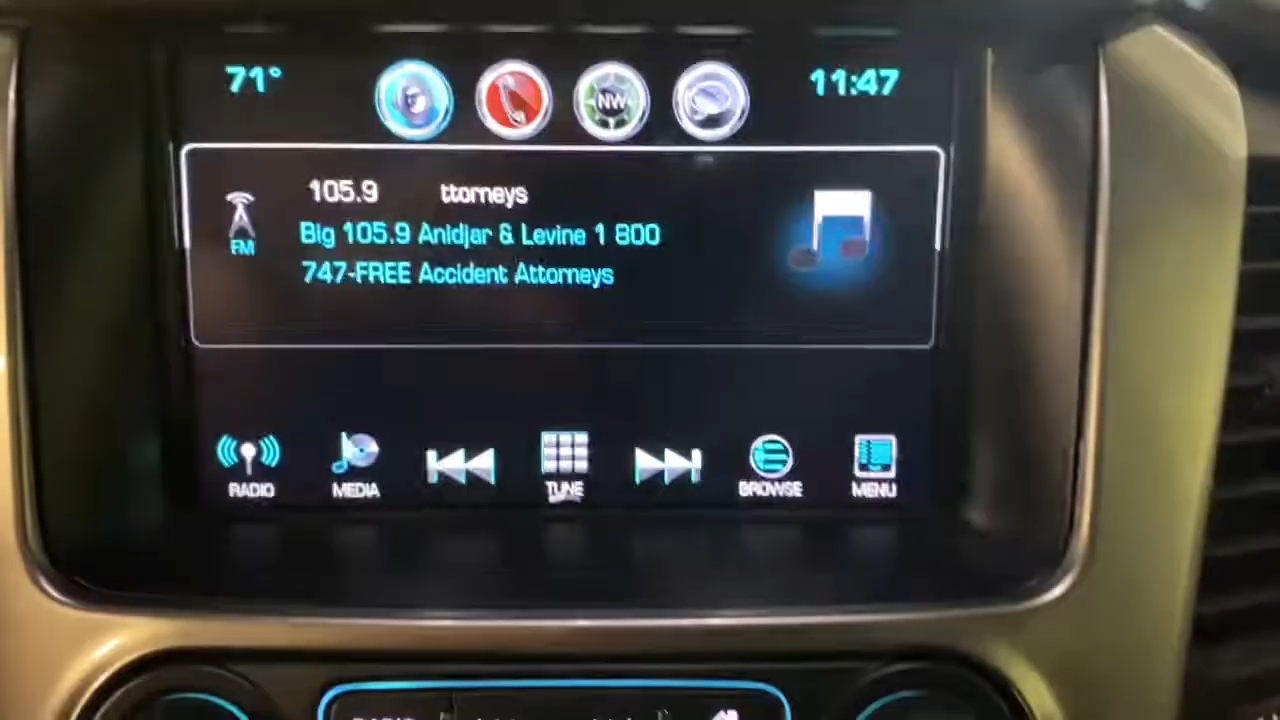 71°
NW
11:47
105.9 ttorneys
Big 105.9 Anidjar & Levine 1 800
747-FREE Accident Attorneys
FM
RADIO
MEDIA
TUNE
BROWSE
MENU